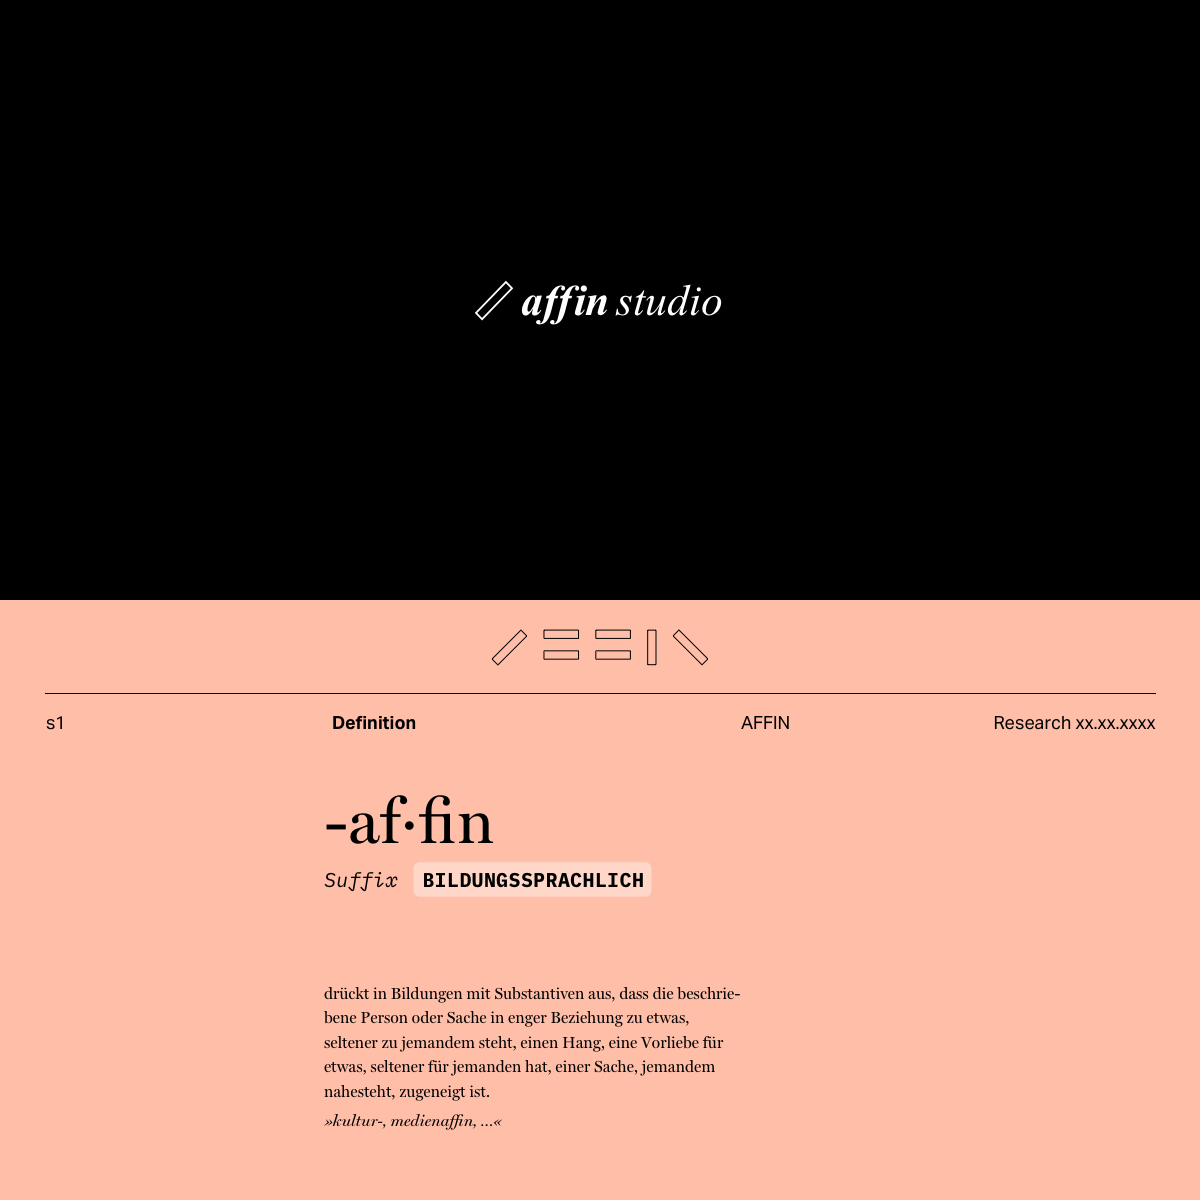 affin studio
s1
Definition
AFFIN
Research xx.xx.xxxx
-af·fin
Suffix BILDUNGSSPRACHLICH
drückt in Bildungen mit Substantiven aus, dass die beschrie-
bene Person oder Sache in enger Beziehung zu etwas,
seltener zu jemandem steht, einen Hang, eine Vorliebe für
etwas, seltener für jemanden hat, einer Sache, jemandem
nahesteht, zugeneigt ist.
»kultur-, medienaffin, ...«